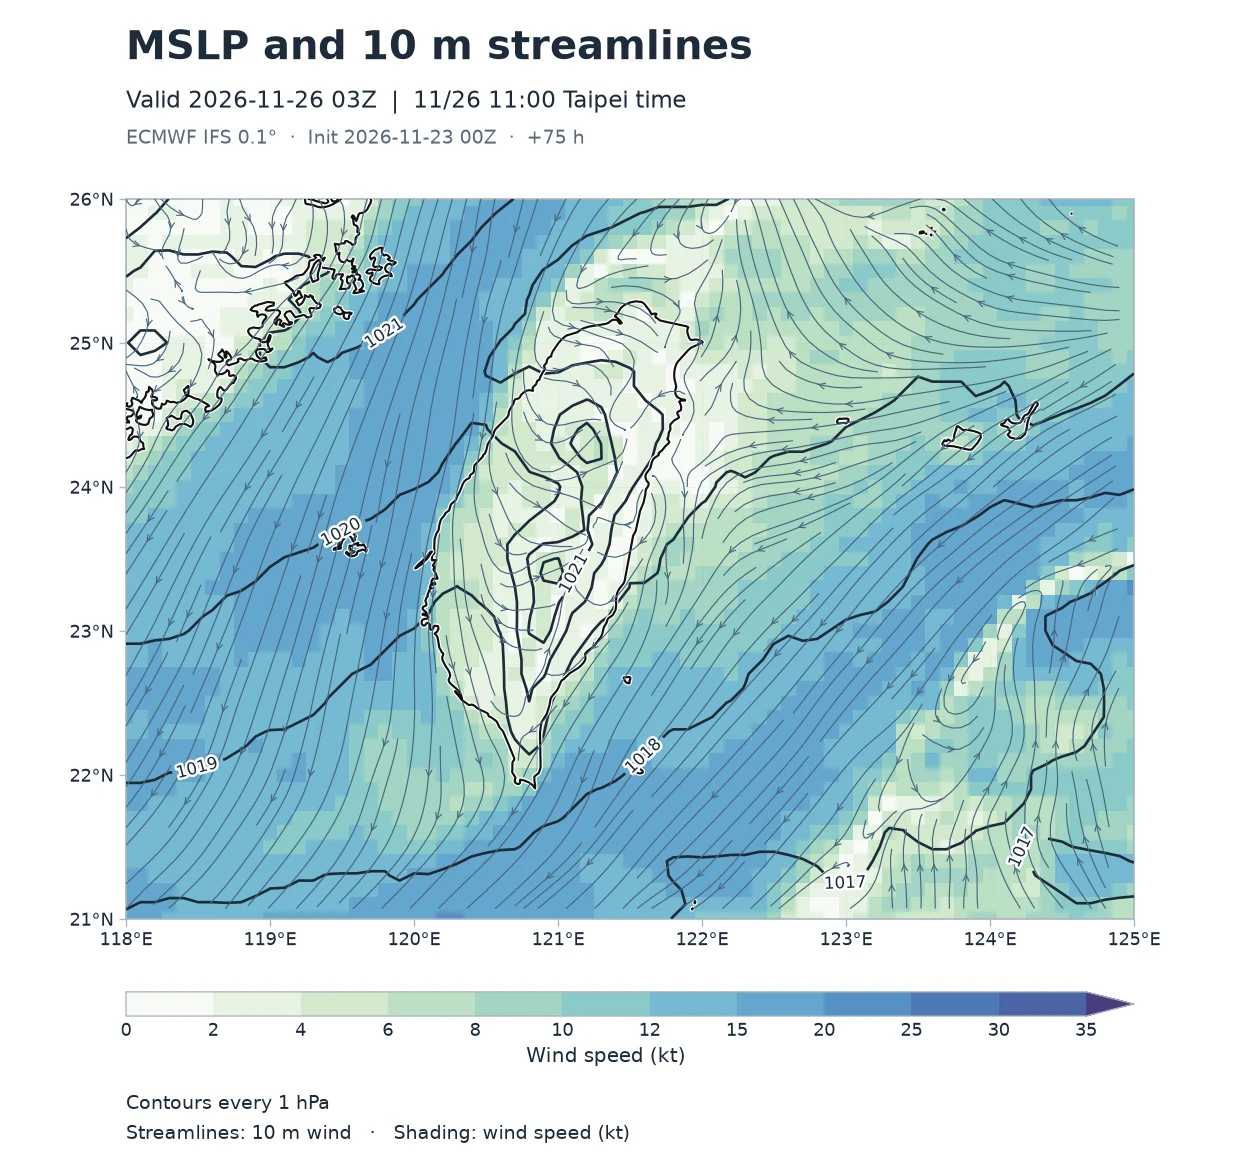 MSLP and 10 m streamlines
Valid 2026-11-26 03Z | 11/26 11:00 Taipei time
ECMWF IFS 0.1° · Init 2026-11-23 00Z · +75 h
26°N
25°N
24°N
23°N
22°N
21°N
1021
1020
1021
1019
1018
1017
1017
118°E 119°E 120°E 121°E 122°E 123°E 124°E 125°E
0 2 4 6 8 10 12 15 20 25 30 35
Wind speed (kt)
Contours every 1 hPa
Streamlines: 10 m wind · Shading: wind speed (kt)